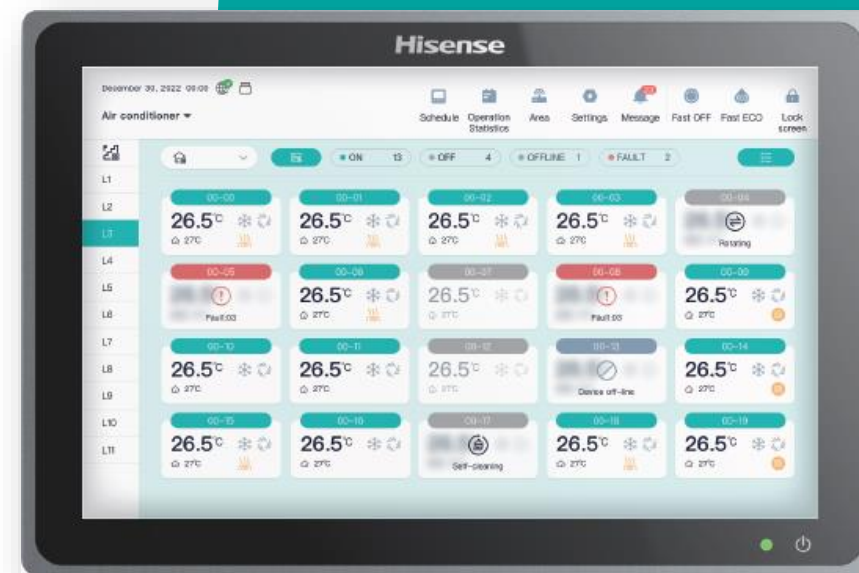 Hisense
December 30, 2022 00:00
Air conditioner
Schedule
Operation Statistics
Area
Settings
Message
Fast OFF
Fast ECO
Lock screen
ON 13
OFF 4
OFFLINE 1
FAULT 2
L1
L2
L3
L4
L5
L6
L7
L8
L9
L10
L11
00-00
26.5°C
27°C
00-01
26.5°C
27°C
00-02
26.5°C
27°C
00-03
26.5°C
27°C
00-04
Rotating
00-05
Fault:03
00-06
26.5°C
27°C
00-07
26.5°C
27°C
00-08
Fault:03
00-09
26.5°C
27°C
00-10
26.5°C
27°C
00-11
26.5°C
27°C
00-12
26.5°C
27°C
00-13
Device off-line
00-14
26.5°C
27°C
00-15
26.5°C
27°C
00-16
26.5°C
27°C
00-17
Self-cleaning
00-18
26.5°C
27°C
00-19
26.5°C
27°C